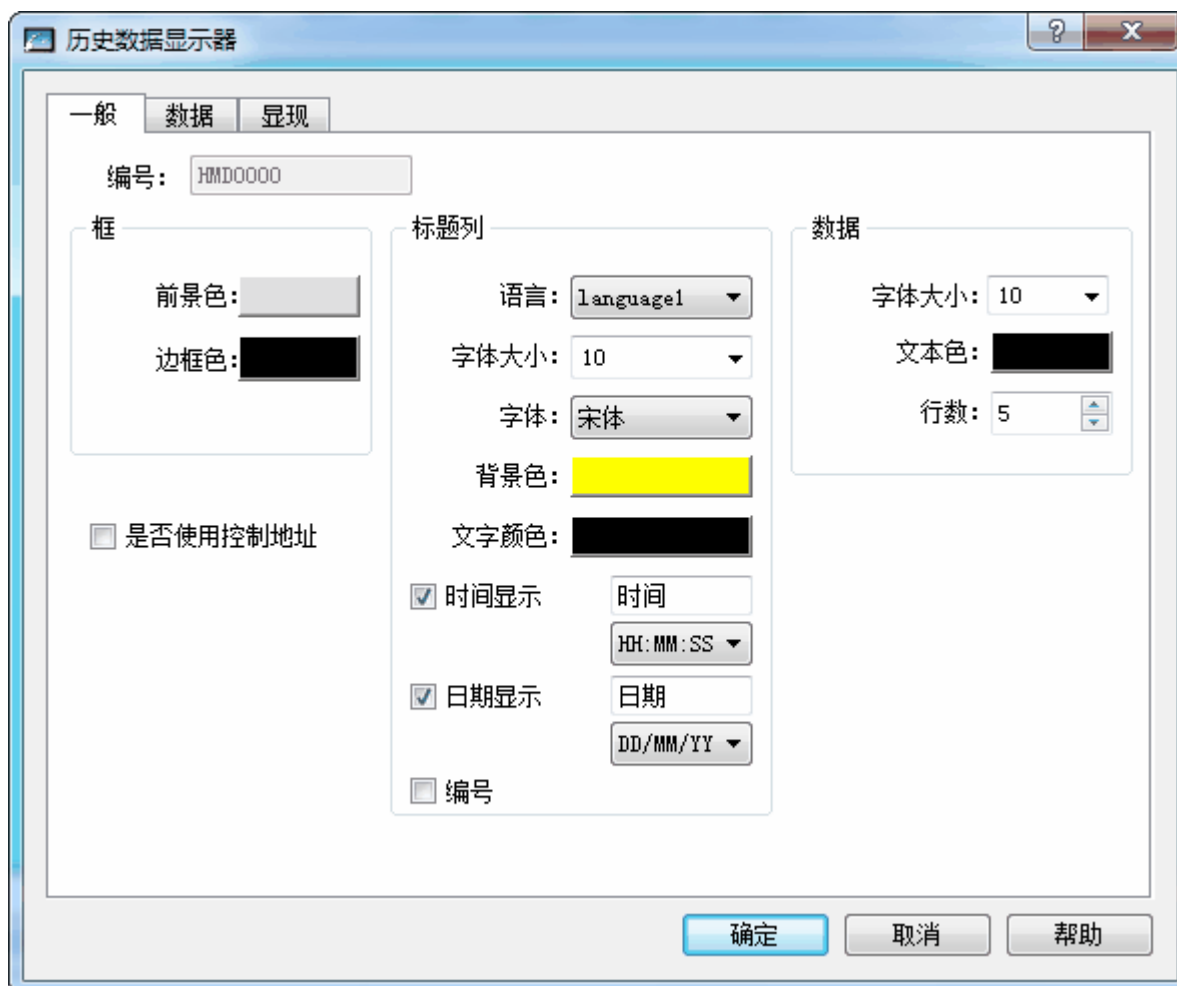 历史数据显示器
一般 数据 显现
编号: HMD0000
框 标题列 数据
前景色: 语言: language1 字体大小: 10
边框色: 字体大小: 10 文本色:
字体: 宋体 行数: 5
背景色:
是否使用控制地址 文字颜色:
时间显示 时间
HH:MM:SS
日期显示 日期
DD/MM/YY
编号
确定 取消 帮助